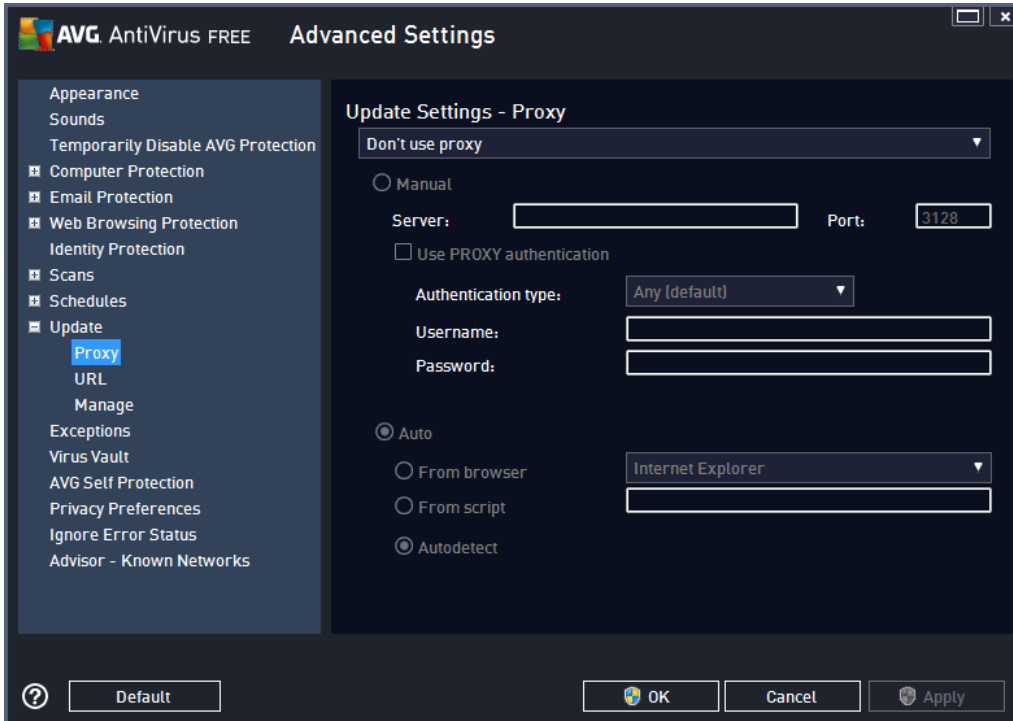 AVG. AntiVirus FREE Advanced Settings
Appearance
Sounds
Temporarily Disable AVG Protection
Computer Protection
Email Protection
Web Browsing Protection
Identity Protection
Scans
Schedules
Update
Proxy
URL
Manage
Exceptions
Virus Vault
AVG Self Protection
Privacy Preferences
Ignore Error Status
Advisor - Known Networks
Update Settings - Proxy
Don't use proxy
Manual
Server: Port: 3128
Use PROXY authentication
Authentication type: Any (default)
Username:
Password:
Auto
From browser Internet Explorer
From script
Autodetect
? Default OK Cancel Apply